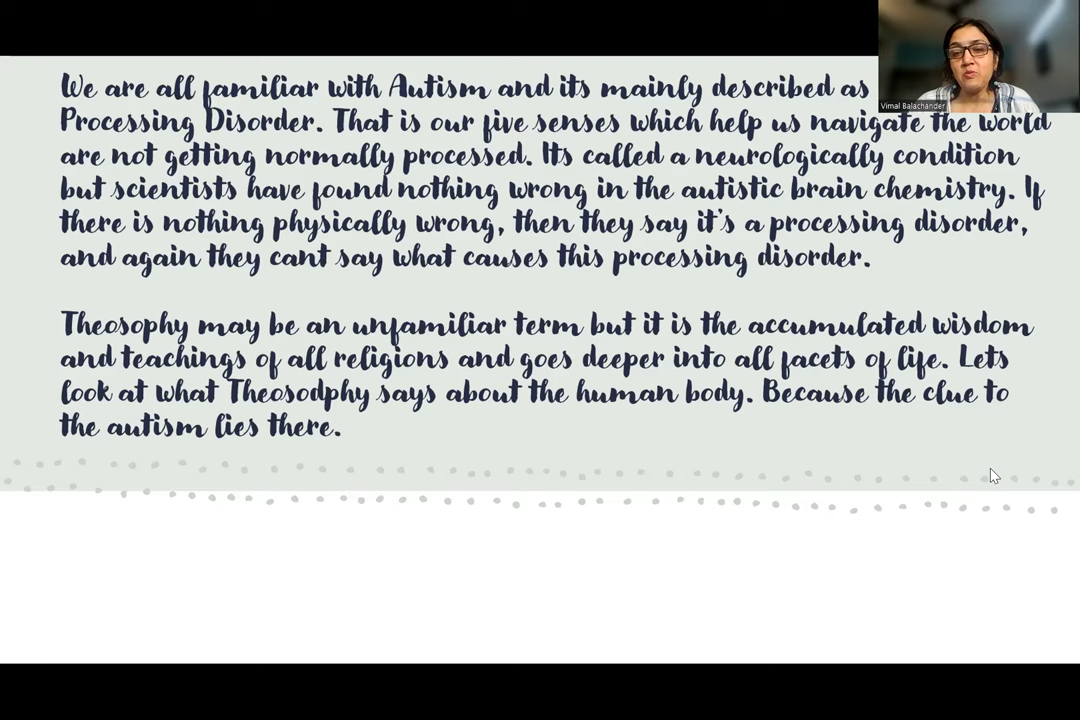 We are all familiar with Autism and its mainly described as
Vimal Balachander
Processing Disorder. That is our five senses which help us navigate the world
are not getting normally processed. Its called a neurologically condition
but scientists have found nothing wrong in the autistic brain chemistry. If
there is nothing physically wrong, then they say it's a processing disorder,
and again they cant say what causes this processing disorder.
Theosophy may be an unfamiliar term but it is the accumulated wisdom
and teachings of all religions and goes deeper into all facets of life. Lets
look at what Theosodphy says about the human body. Because the clue to
the autism lies there.